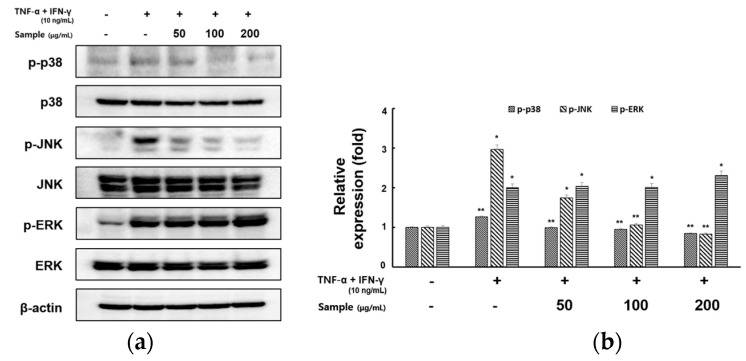 TNF-α + IFN-γ - + + + +
(10 ng/mL)
Sample (μg/mL) - - 50 100 200
p-p38
p38
p-JNK
JNK
p-ERK
ERK
β-actin
(a)
p-p38 p-JNK p-ERK
Relative
expression (fold)
4
3
2
1
0
** * *
** * *
** ** *
** ** *
TNF-α + IFN-γ - + + + +
(10 ng/mL)
Sample (μg/mL) - - 50 100 200
(b)